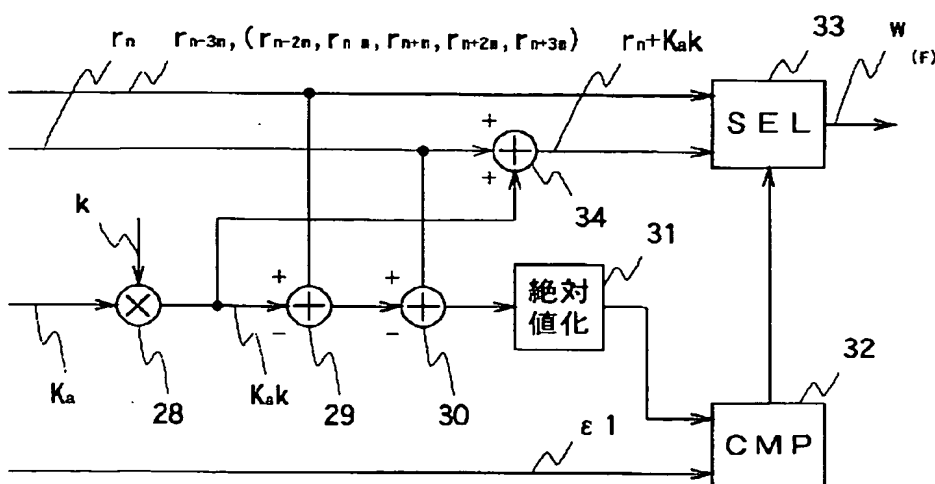 rn rn-3m, (rn-2m, rn m, rn+m, rn+2m, rn+3m) rn+Kak 33 W (F)
SEL
+
+
34
k
31
絶対
値化
+
-
+
-
32
Ka
28
Kak
29
30
ε1
CMP